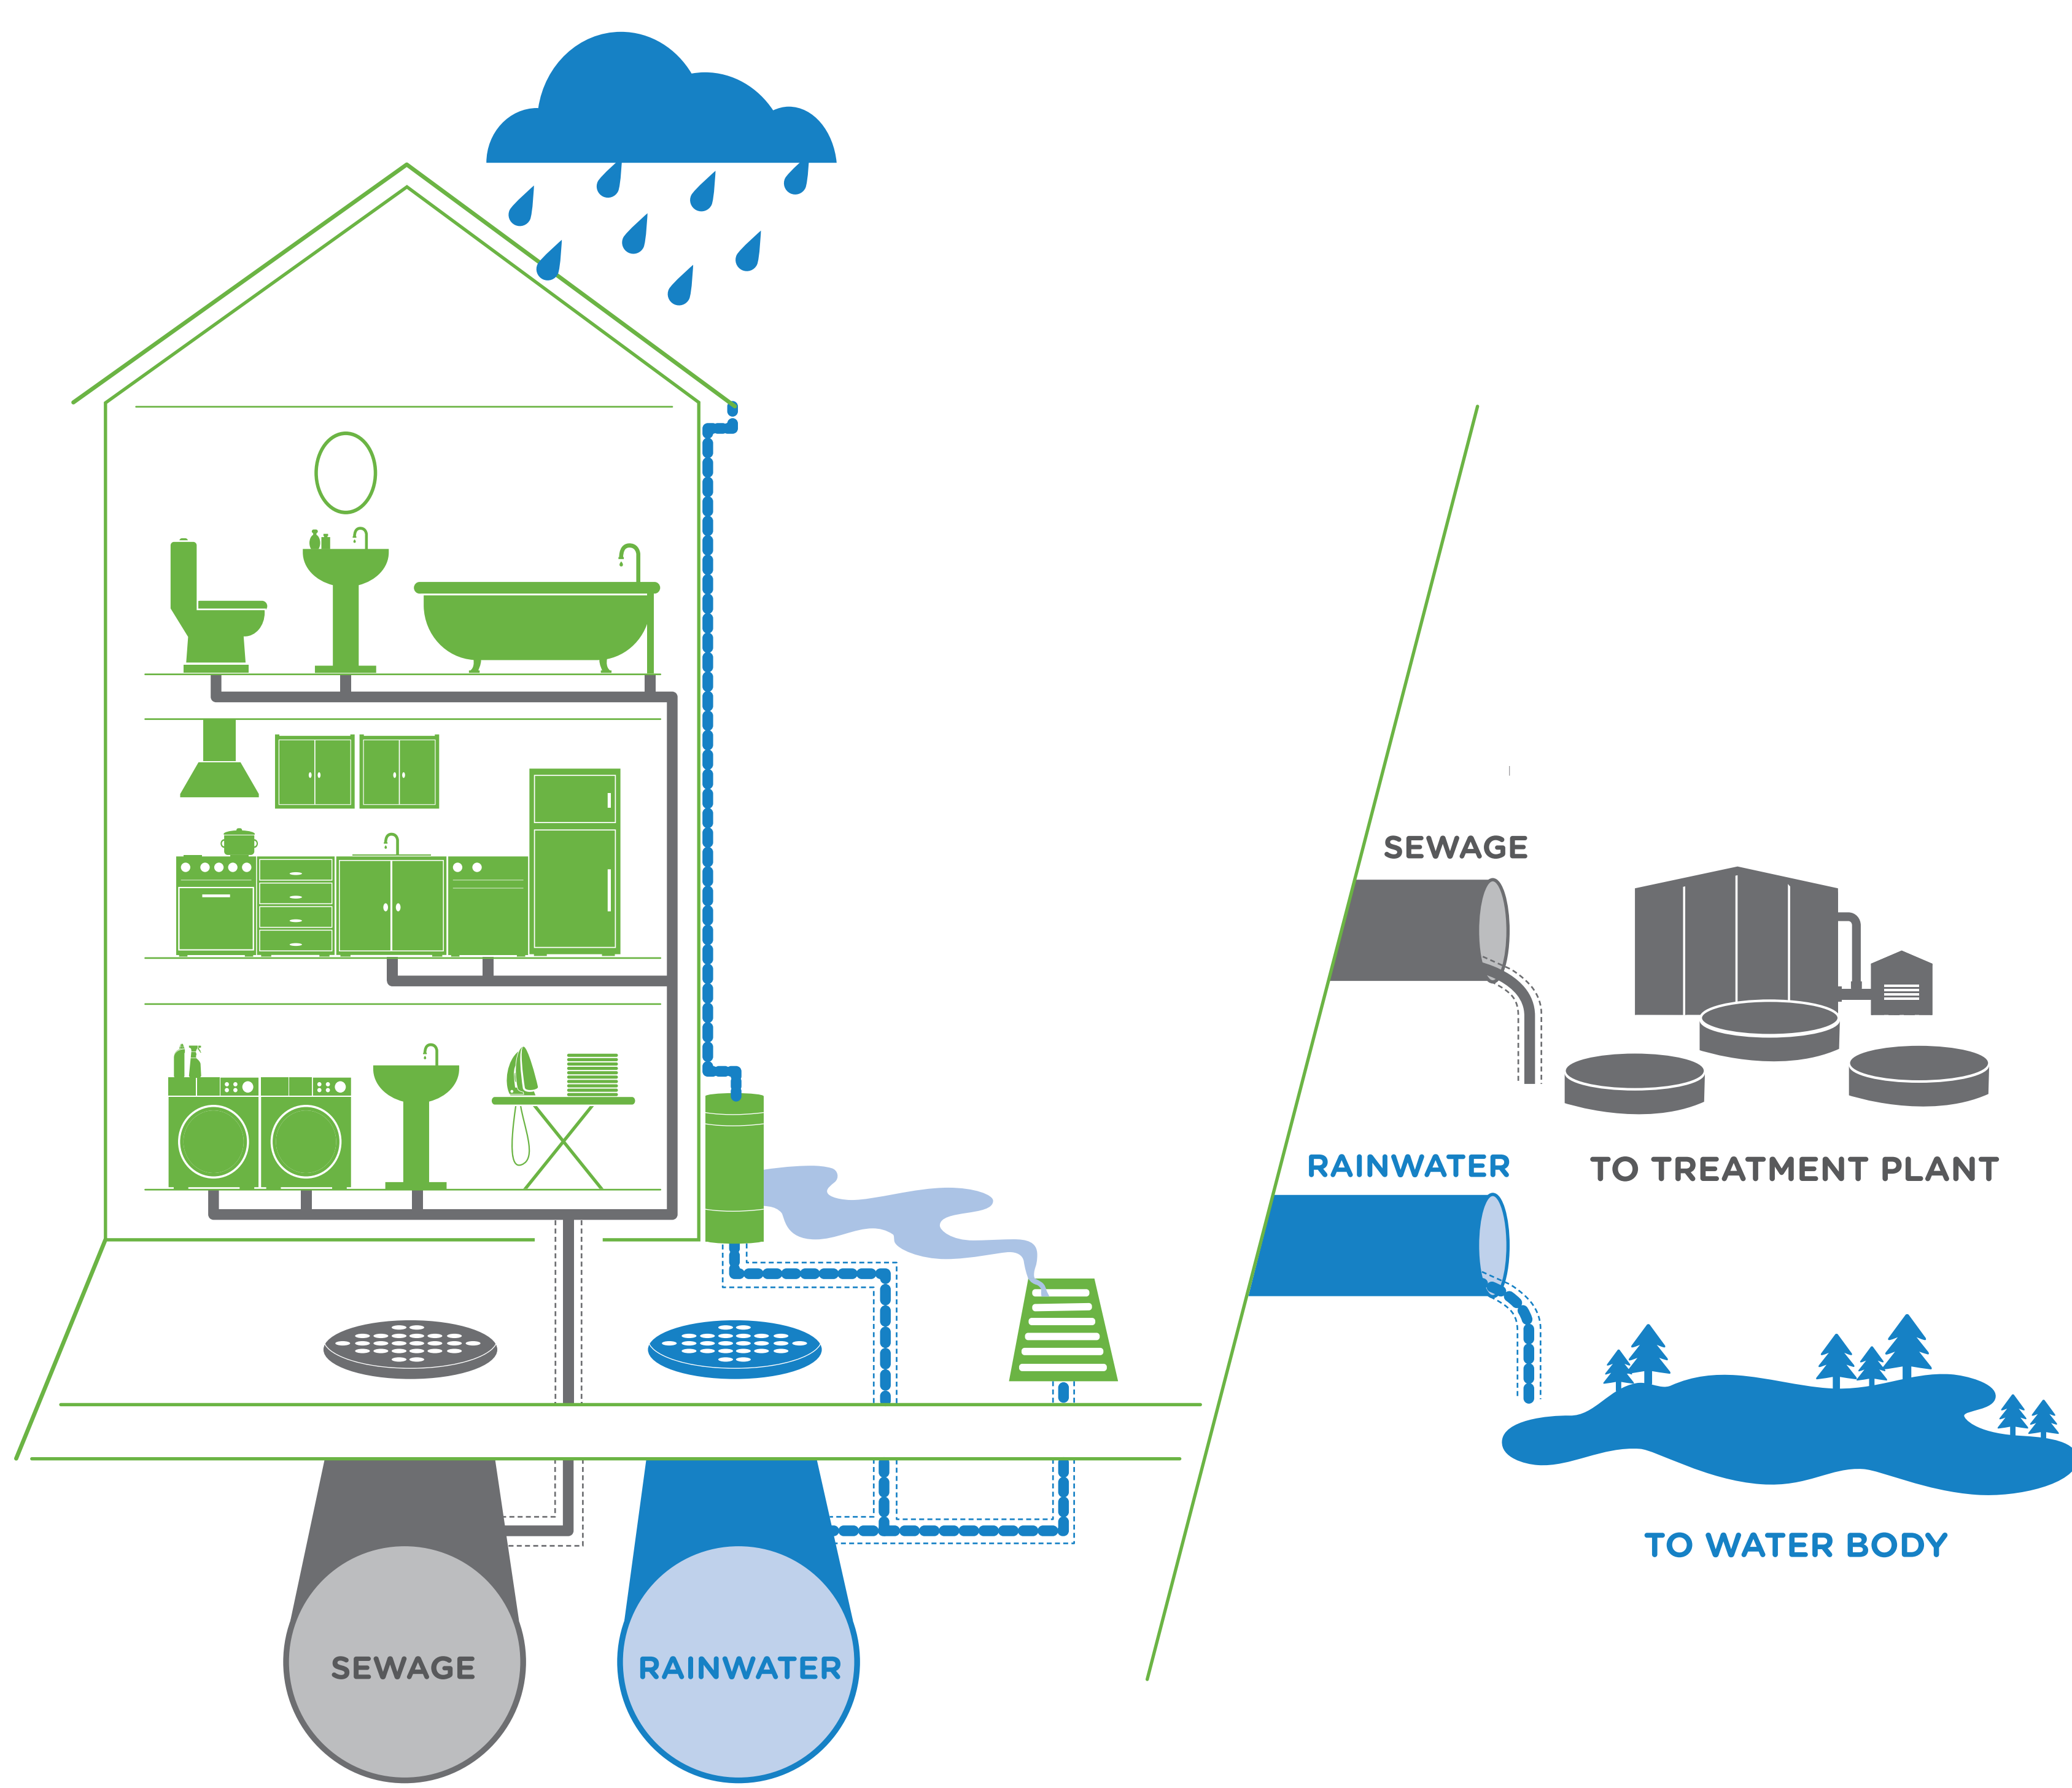 SEWAGE
RAINWATER
SEWAGE
TO TREATMENT PLANT
RAINWATER
TO WATER BODY